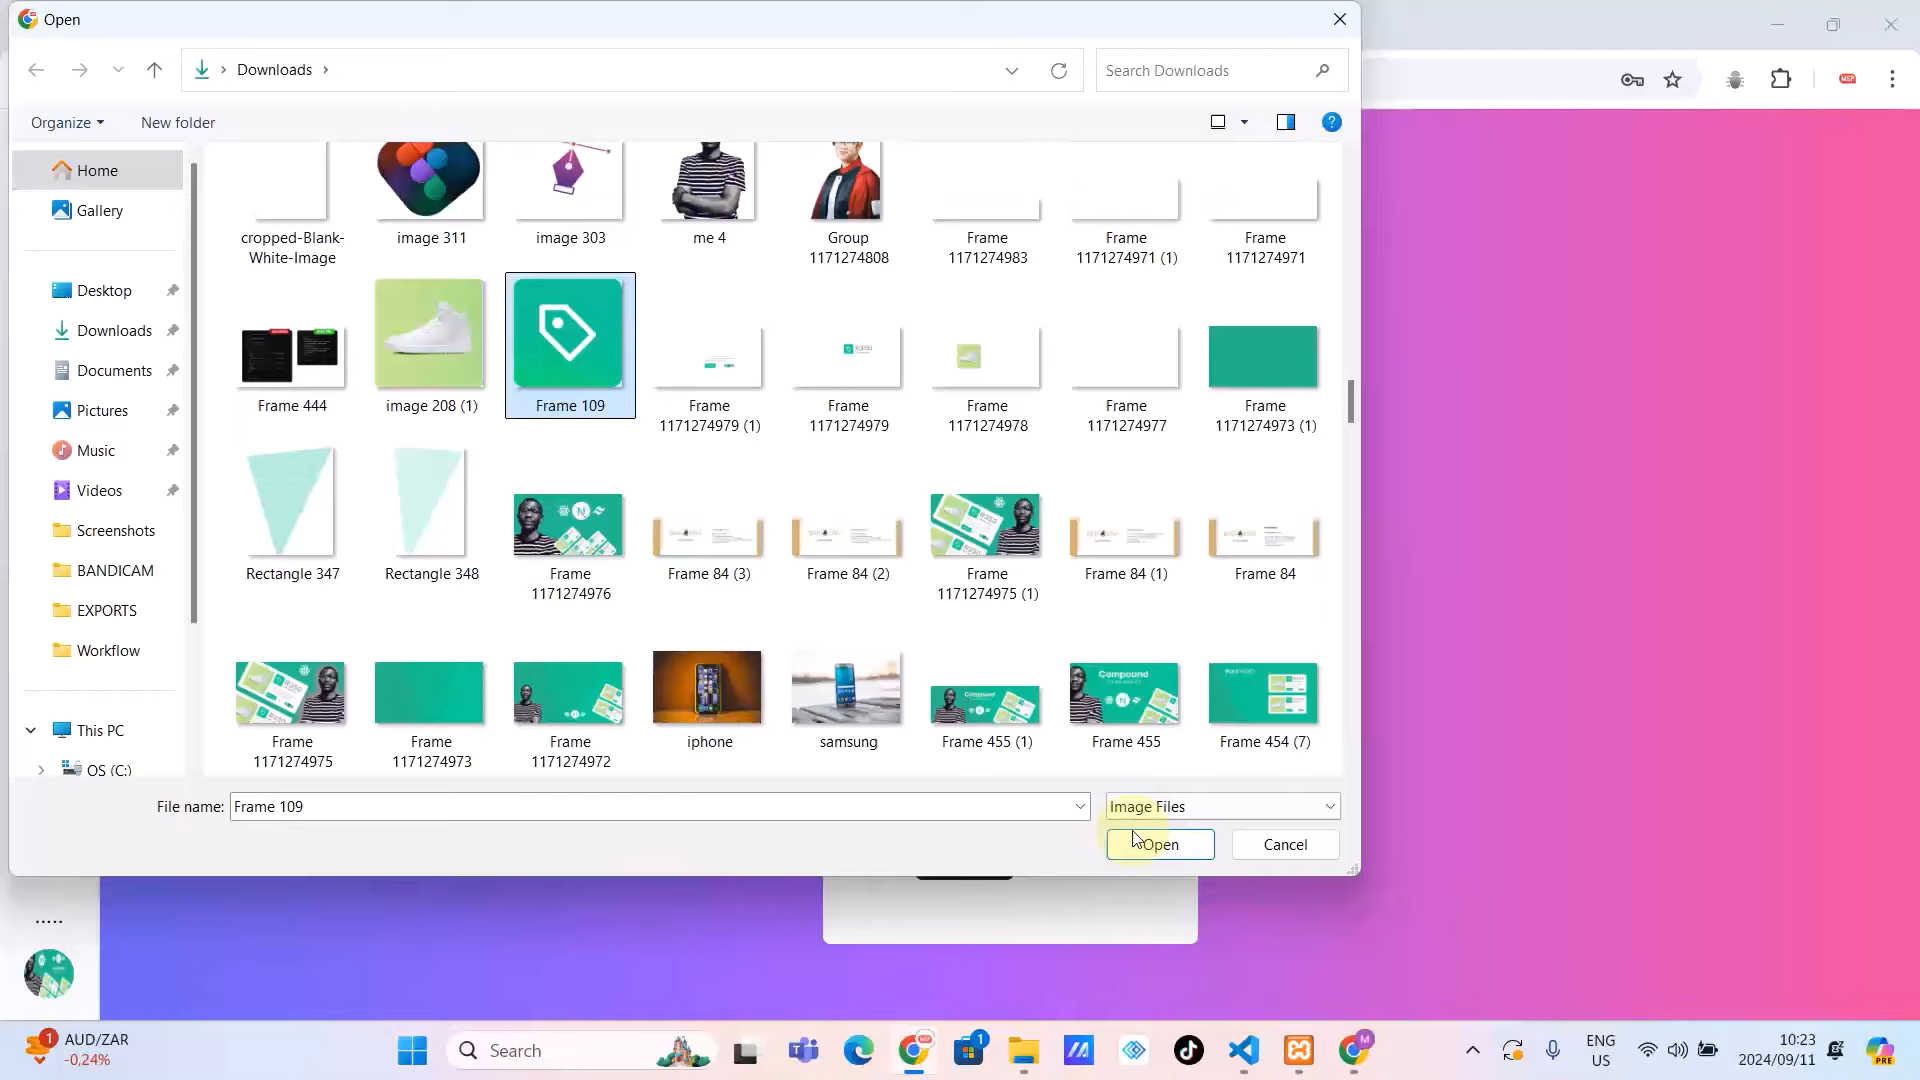 Open
Downloads
Search Downloads
Organize
New folder
Home
Gallery
Desktop
Downloads
Documents
Pictures
Music
Videos
Screenshots
BANDICAM
EXPORTS
Workflow
This PC
OS (C:)
cropped-Blank-
White-Image
image 311
image 303
me 4
Group
1171274808
Frame
1171274983
Frame
1171274971 (1)
Frame
1171274971
Frame 444
image 208 (1)
Frame 109
Frame
1171274979 (1)
Frame
1171274979
Frame
1171274978
Frame
1171274977
Frame
1171274973 (1)
Rectangle 347
Rectangle 348
Frame
1171274976
Frame 84 (3)
Frame 84 (2)
Frame
1171274975 (1)
Frame 84 (1)
Frame 84
Frame
1171274975
Frame
1171274973
Frame
1171274972
iphone
samsung
Frame 455 (1)
Compound
Frame 455
Frame 454 (7)
File name:
Frame 109
Image Files
Open
Cancel
.....
1
AUD/ZAR
-0,24%
Search
1
M
ENG
US
10:23
2024/09/11
PRE